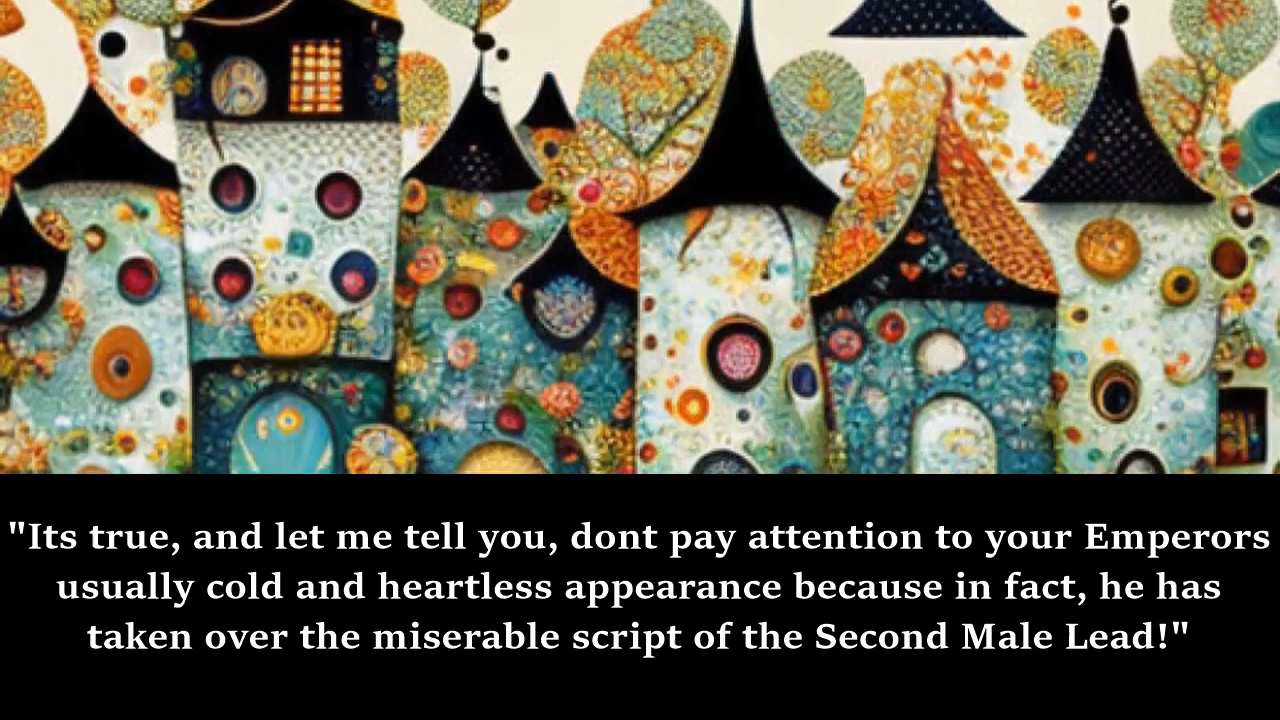 "Its true, and let me tell you, dont pay attention to your Emperors
usually cold and heartless appearance because in fact, he has
taken over the miserable script of the Second Male Lead!"